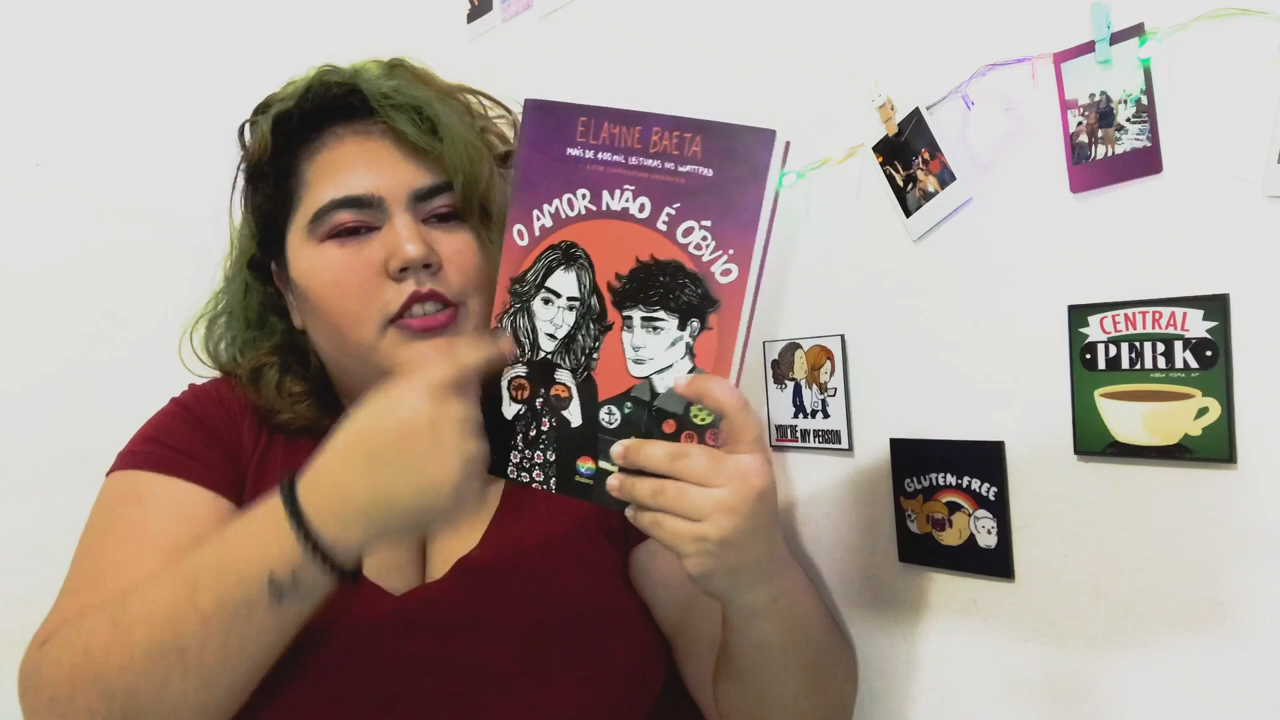 ELAYNE BAETA
MAIS DE 400 MIL LEITURAS NO WATTPAD
O AMOR NÃO É ÓBVIO
YOU'RE MY PERSON
CENTRAL
PERK
GLUTEN-FREE